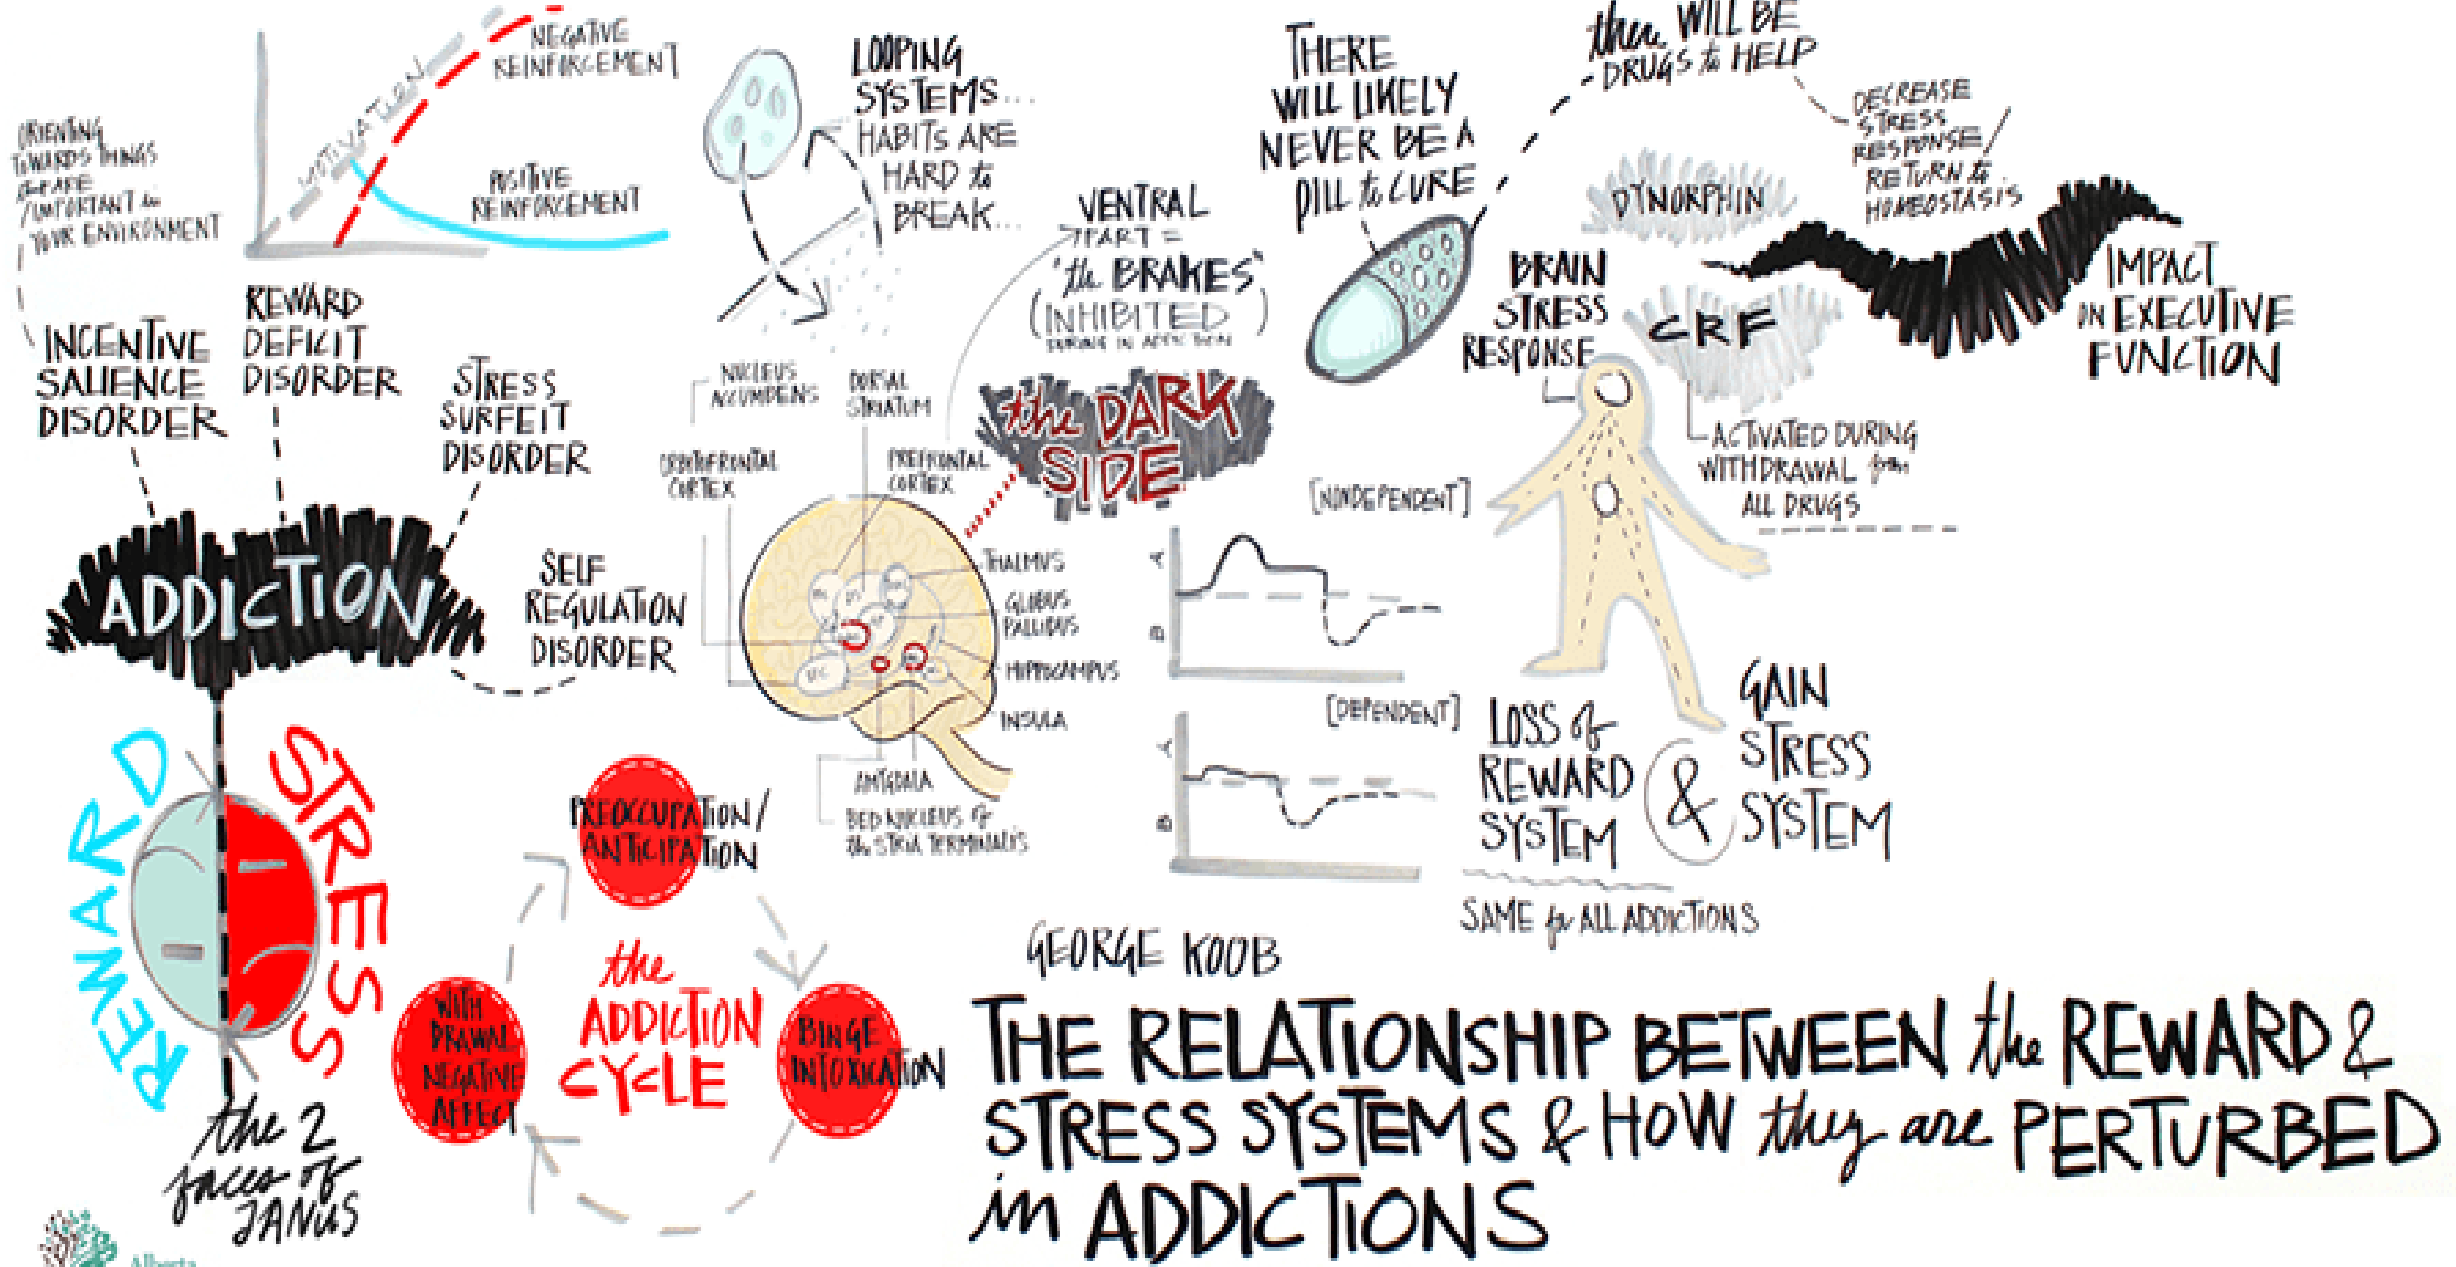 NEGATIVE
REINFORCEMENT
MOTIVATION
POSITIVE
REINFORCEMENT
ORIENTING
TOWARDS THINGS
that ARE
IMPORTANT in
YOUR ENVIRONMENT
INCENTIVE
SALIENCE
DISORDER
REWARD
DEFICIT
DISORDER
STRESS
SURFEIT
DISORDER
ADDICTION
SELF
REGULATION
DISORDER
REWARD
STRESS
the 2
faces of
JANUS
Alberta
LOOPING
SYSTEMS...
HABITS ARE
HARD to
BREAK...
VENTRAL
PART =
"the BRAKES"
(INHIBITED)
DURING
the DARK
SIDE
NUCLEUS
ACCUMBENS
DORSAL
STRIATUM
ORBITOFRONTAL
CORTEX
PREFRONTAL
CORTEX
THALMUS
GLOBUS
PALLIDUS
HIPPOCAMPUS
INSULA
AMYGDALA
BED NUCLEUS of
the STRIA TERMINALIS
PREOCCUPATION/
ANTICIPATION
the
ADDICTION
CYCLE
WITH
DRAWAL
NEGATIVE
AFFECT
BINGE
INTOXICATION
THERE
WILL LIKELY
NEVER BE A
PILL to CURE
there WILL BE
DRUGS to HELP
DECREASE
STRESS
RESPONSE/
RETURN to
HOMEOSTASIS
DYNORPHIN
BRAIN
STRESS
RESPONSE
CRF
IMPACT
ON EXECUTIVE
FUNCTION
ACTIVATED DURING
WITHDRAWAL from
ALL DRUGS
[NONDEPENDENT]
A
B
[DEPENDENT]
A
B
LOSS of
REWARD
SYSTEM
&
GAIN
STRESS
SYSTEM
SAME for ALL ADDICTIONS
GEORGE KOOB
THE RELATIONSHIP BETWEEN the REWARD &
STRESS SYSTEMS & HOW they are PERTURBED
in ADDICTIONS